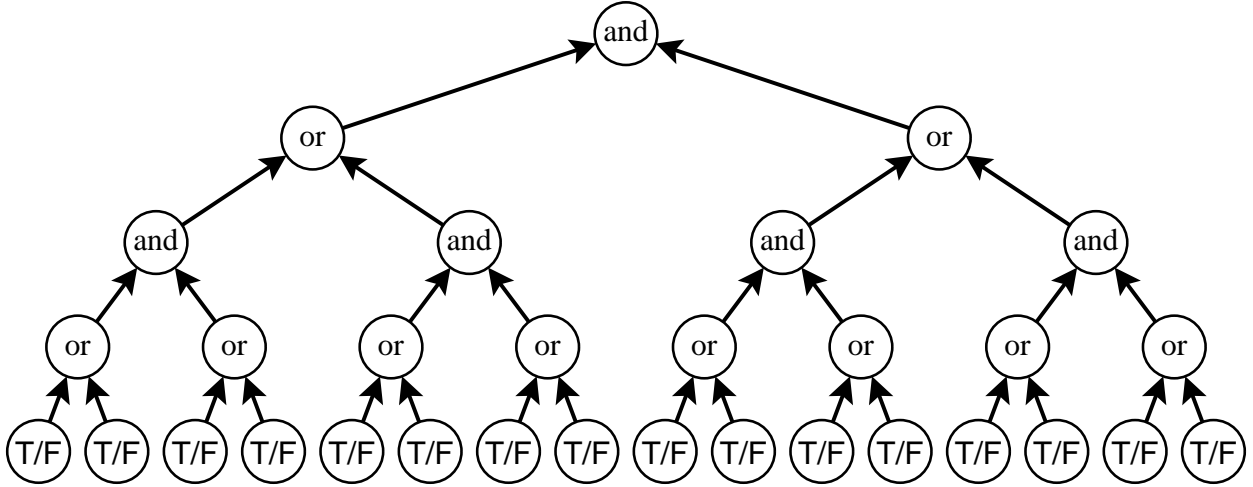 and
or or
and and and and
or or or or or or or or
T/F T/F T/F T/F T/F T/F T/F T/F T/F T/F T/F T/F T/F T/F T/F T/F